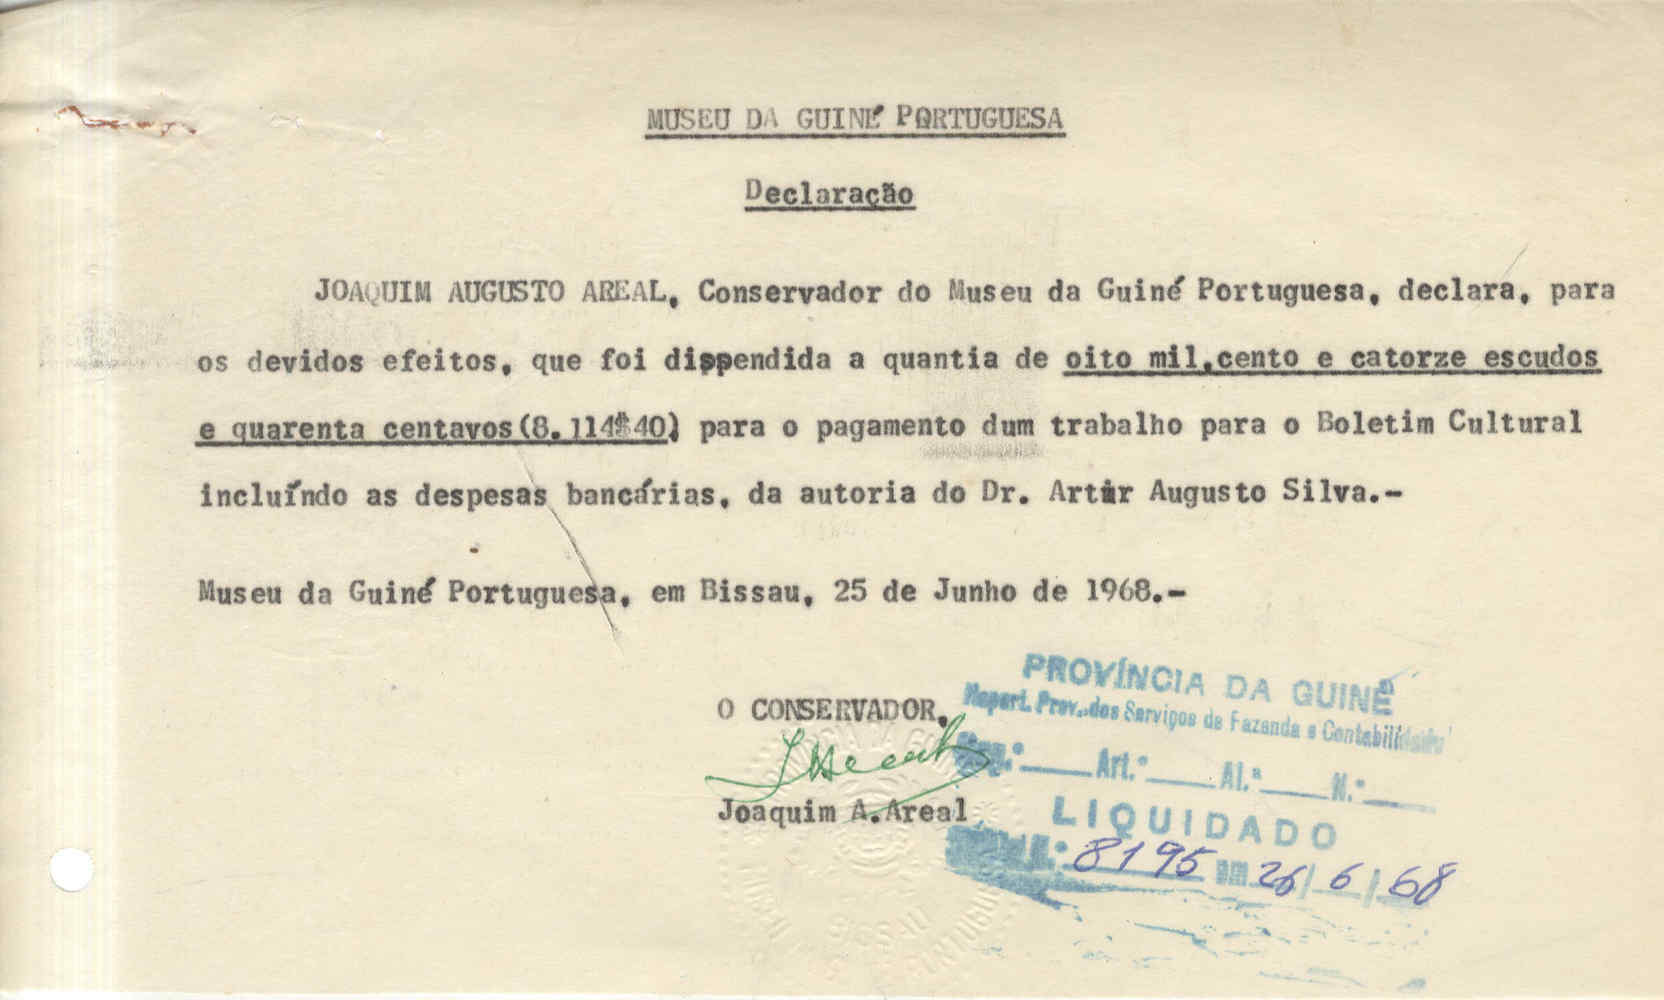 MUSEU DA GUINÉ PORTUGUESA
Declaração
JOAQUIM AUGUSTO AREAL, Conservador do Museu da Guiné Portuguesa, declara, para
os devidos efeitos, que foi dispendida a quantia de oito mil,cento e catorze escudos
e quarenta centavos(8.114$40) para o pagamento dum trabalho para o Boletim Cultural
incluíndo as despesas bancárias, da autoria do Dr. Artur Augusto Silva.-
Museu da Guiné Portuguesa, em Bissau, 25 de Junho de 1968.-
O CONSERVADOR,
Joaquim A.Areal
PROVÍNCIA DA GUINÉ
Repart. Prov. dos Serviços de Fazenda e Contabilidade
Art.º Al.ª N.º
LIQUIDADO
N.º 8195 em 26/6/68
BISSAU